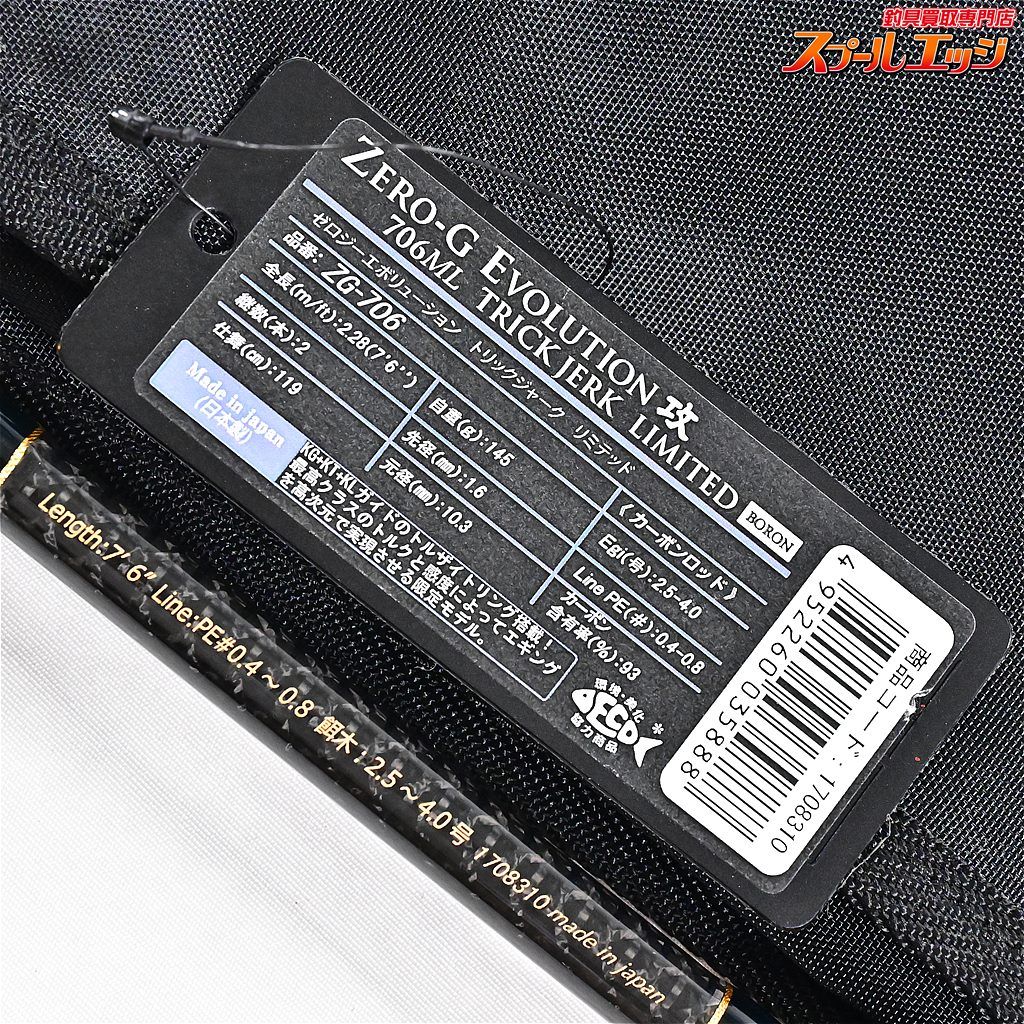 釣具買取専門店
スプールエッジ
ZERO-G EVOLUTION 攻
706ML TRICK JERK LIMITED BORON
ゼロジーエボリューション トリックジャーク リミテッド
品番: ZG-706
《カーボンロッド》
全長(m/ft):2.28(7'6'')
自重(g):145
Egi(号):2.5-4.0
継数(本):2
先径(mm):1.6
Line PE(#):0.4-0.8
仕舞(cm):119
元径(mm):10.3
カーボン
含有率(%):93
Made in japan
(日本製)
KG+KT+KLガイドのトルザイトリング搭載!
最高クラスのトルクと感度によってエギング
を高次元で実現させる限定モデル。
環境・美化
ECO
協力商品
*
4 952260 035888
商品コード: 1708310
Length:7′6″ Line:PE#0.4～0.8 餌木:2.5～4.0号 1708310 made in japan